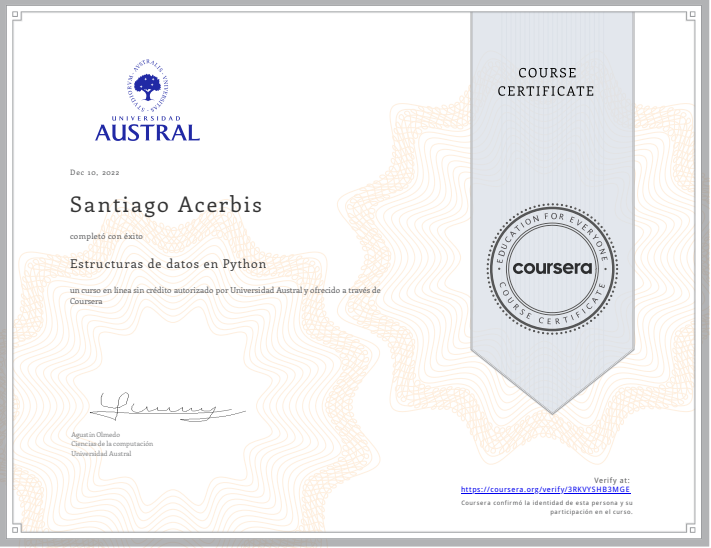 COURSE
CERTIFICATE
STVDIORVM · AVSTRALIS · VNIVERSITAS
UNIVERSIDAD
AUSTRAL
Dec 10, 2022
Santiago Acerbis
completó con éxito
Estructuras de datos en Python
un curso en línea sin crédito autorizado por Universidad Austral y ofrecido a través de
Coursera
EDUCATION FOR EVERYONE
coursera
COURSE CERTIFICATE
Agustín Olmedo
Ciencias de la computación
Universidad Austral
Verify at:
https://coursera.org/verify/3RKVYSHB3MGE
Coursera confirmó la identidad de esta persona y su
participación en el curso.